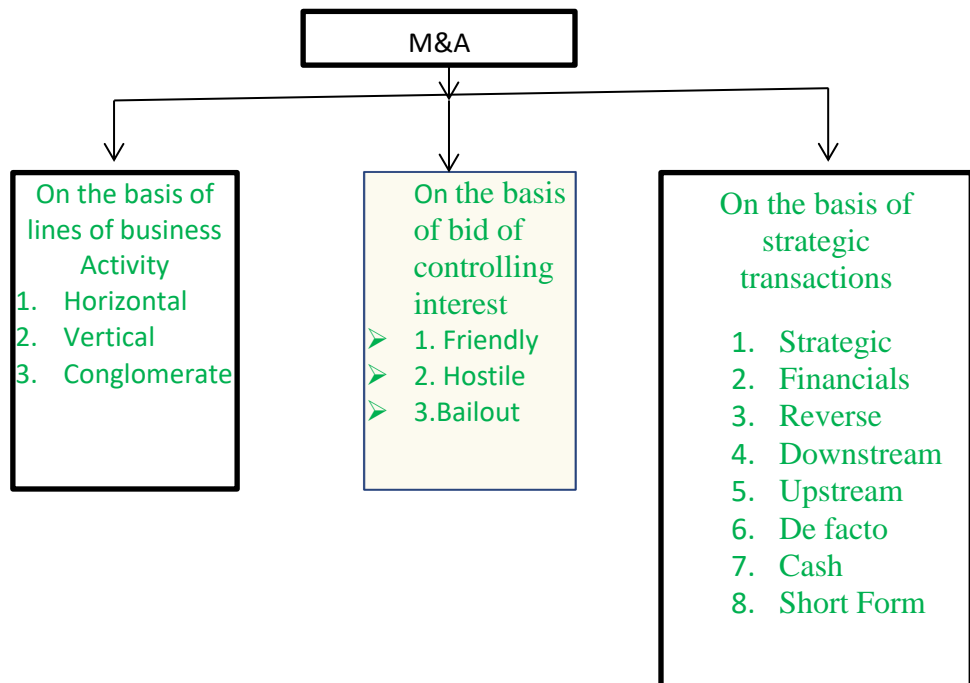 M&A
On the basis of
lines of business
Activity
1. Horizontal
2. Vertical
3. Conglomerate
On the basis
of bid of
controlling
interest
➢ 1. Friendly
➢ 2. Hostile
➢ 3.Bailout
On the basis of
strategic
transactions
1. Strategic
2. Financials
3. Reverse
4. Downstream
5. Upstream
6. De facto
7. Cash
8. Short Form